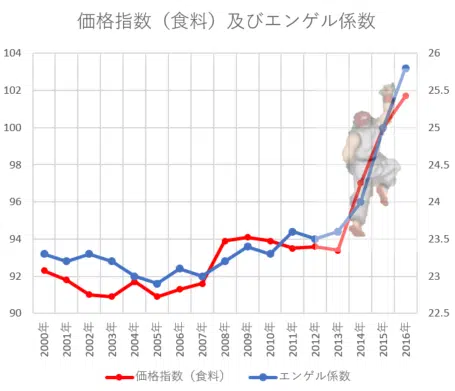 価格指数（食料）及びエンゲル係数
104
102
100
98
96
94
92
90
26
25.5
25
24.5
24
23.5
23
22.5
2000年
2001年
2002年
2003年
2004年
2005年
2006年
2007年
2008年
2009年
2010年
2011年
2012年
2013年
2014年
2015年
2016年
価格指数（食料） エンゲル係数